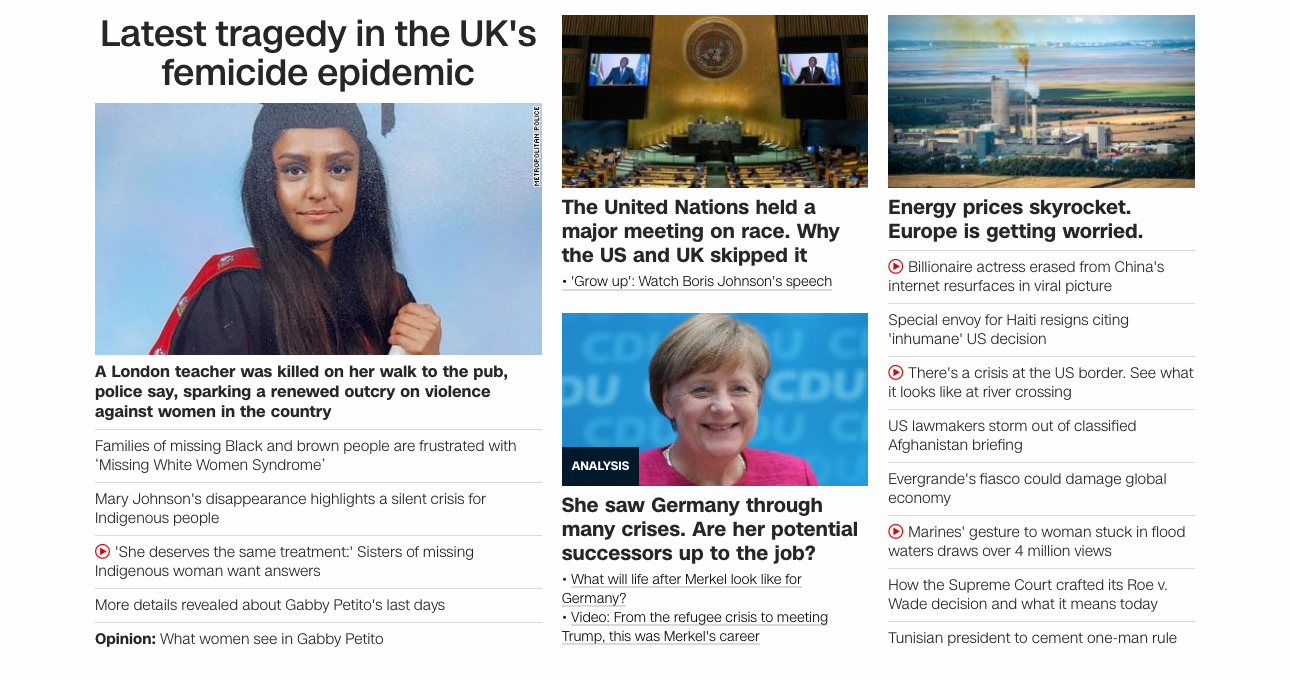 Latest tragedy in the UK's
femicide epidemic
METROPOLITAN POLICE
A London teacher was killed on her walk to the pub,
police say, sparking a renewed outcry on violence
against women in the country
Families of missing Black and brown people are frustrated with
‘Missing White Women Syndrome’
Mary Johnson's disappearance highlights a silent crisis for
Indigenous people
'She deserves the same treatment:' Sisters of missing
Indigenous woman want answers
More details revealed about Gabby Petito's last days
Opinion: What women see in Gabby Petito
The United Nations held a
major meeting on race. Why
the US and UK skipped it
• 'Grow up': Watch Boris Johnson's speech
CDU
DU
CDU
CDU
ANALYSIS
She saw Germany through
many crises. Are her potential
successors up to the job?
• What will life after Merkel look like for
Germany?
• Video: From the refugee crisis to meeting
Trump, this was Merkel's career
Energy prices skyrocket.
Europe is getting worried.
Billionaire actress erased from China's
internet resurfaces in viral picture
Special envoy for Haiti resigns citing
'inhumane' US decision
There's a crisis at the US border. See what
it looks like at river crossing
US lawmakers storm out of classified
Afghanistan briefing
Evergrande's fiasco could damage global
economy
Marines' gesture to woman stuck in flood
waters draws over 4 million views
How the Supreme Court crafted its Roe v.
Wade decision and what it means today
Tunisian president to cement one-man rule